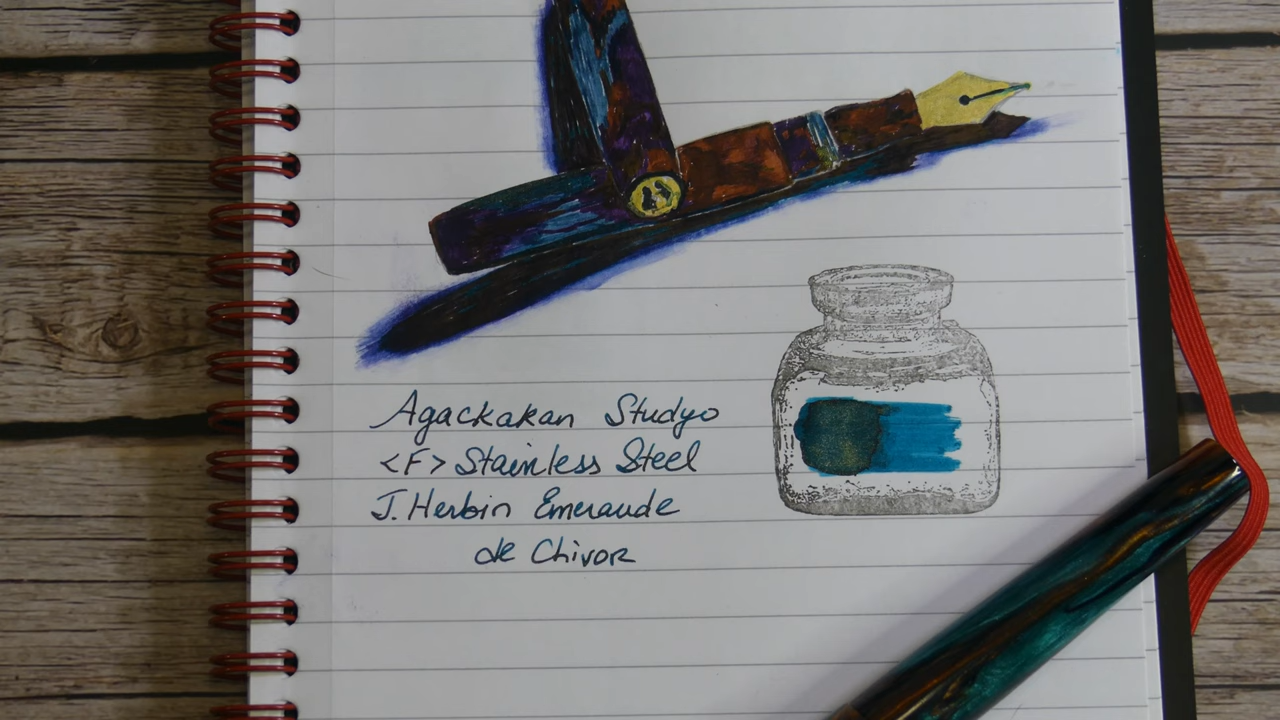 Agackakan Studyo
<F> Stainless Steel
J. Herbin Emeraude
de Chivor